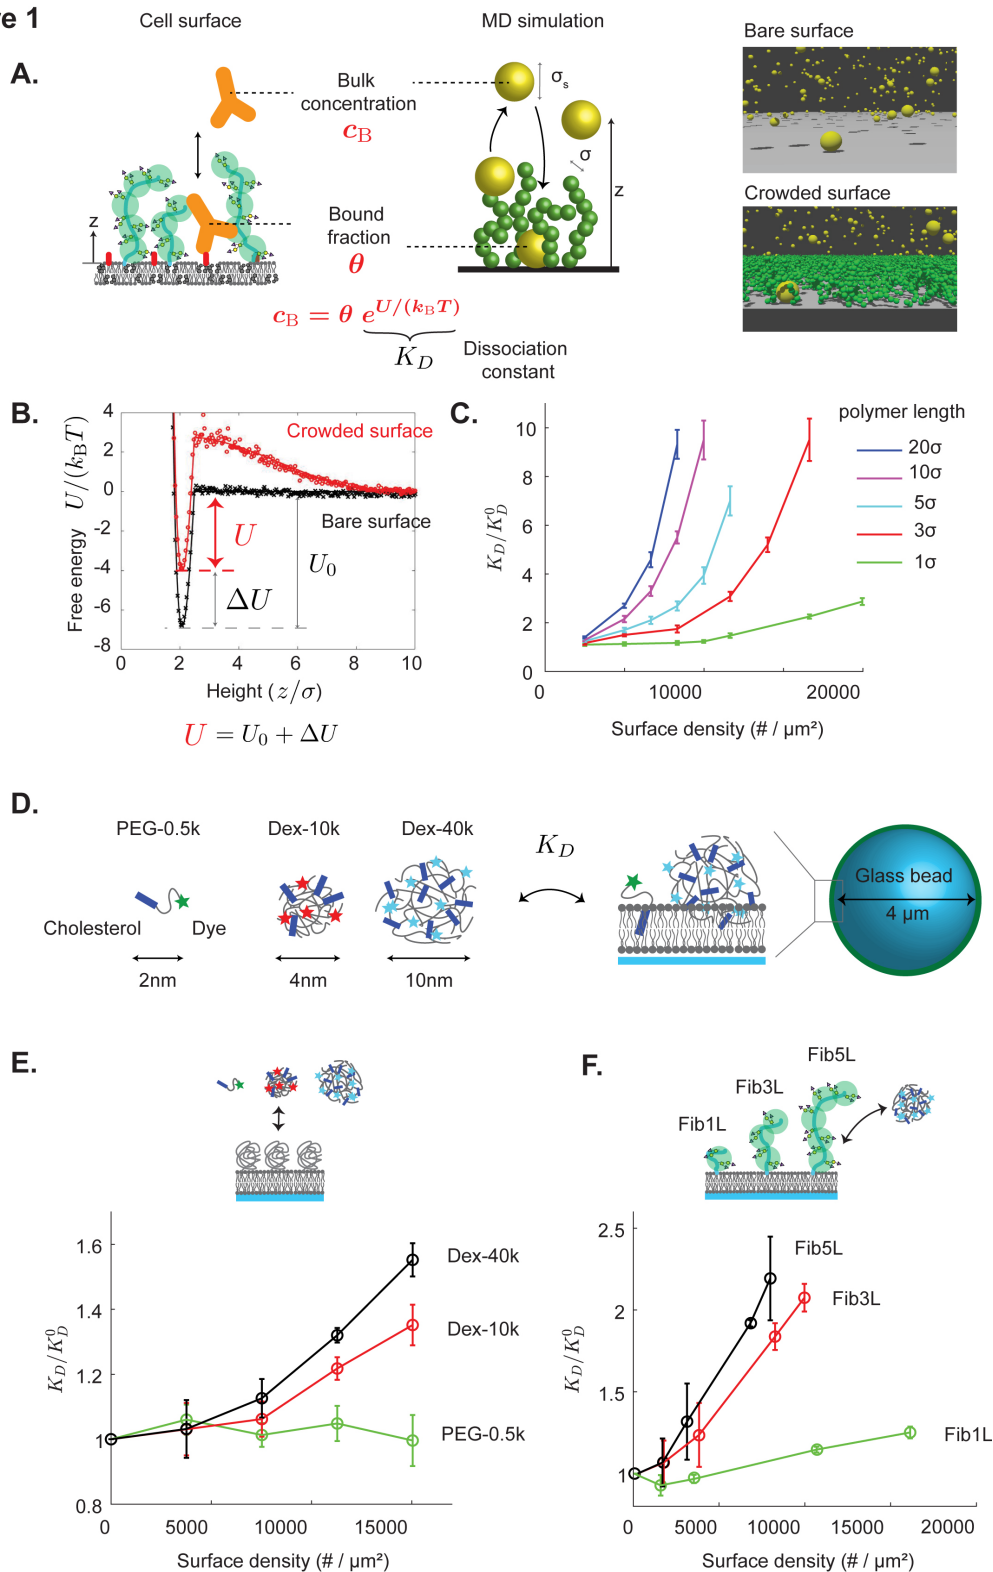 re 1
Cell surface
MD simulation
Bare surface
A.
Bulk
concentration
c_B
σ_s
σ
z
z
Crowded surface
Bound
fraction
θ
c_B = θ e^{U/(k_BT)}
K_D
Dissociation
constant
B.
Free energy U/(k_BT)
4
2
0
-2
-4
-6
-8
Crowded surface
Bare surface
U
U_0
ΔU
0
2
4
6
8
10
Height (z/σ)
U = U_0 + ΔU
C.
K_D/K_D^0
10
8
6
4
2
0
polymer length
20σ
10σ
5σ
3σ
1σ
0
10000
20000
Surface density (# / µm²)
D.
PEG-0.5k
Dex-10k
Dex-40k
K_D
Cholesterol
Dye
Glass bead
4 µm
2nm
4nm
10nm
E.
K_D/K_D^0
1.6
1.4
1.2
1
0.8
Dex-40k
Dex-10k
PEG-0.5k
0
5000
10000
15000
Surface density (# / µm²)
F.
Fib1L
Fib3L
Fib5L
K_D/K_D^0
2.5
2
1.5
1
Fib5L
Fib3L
Fib1L
0
5000
10000
15000
20000
Surface density (# / µm²)